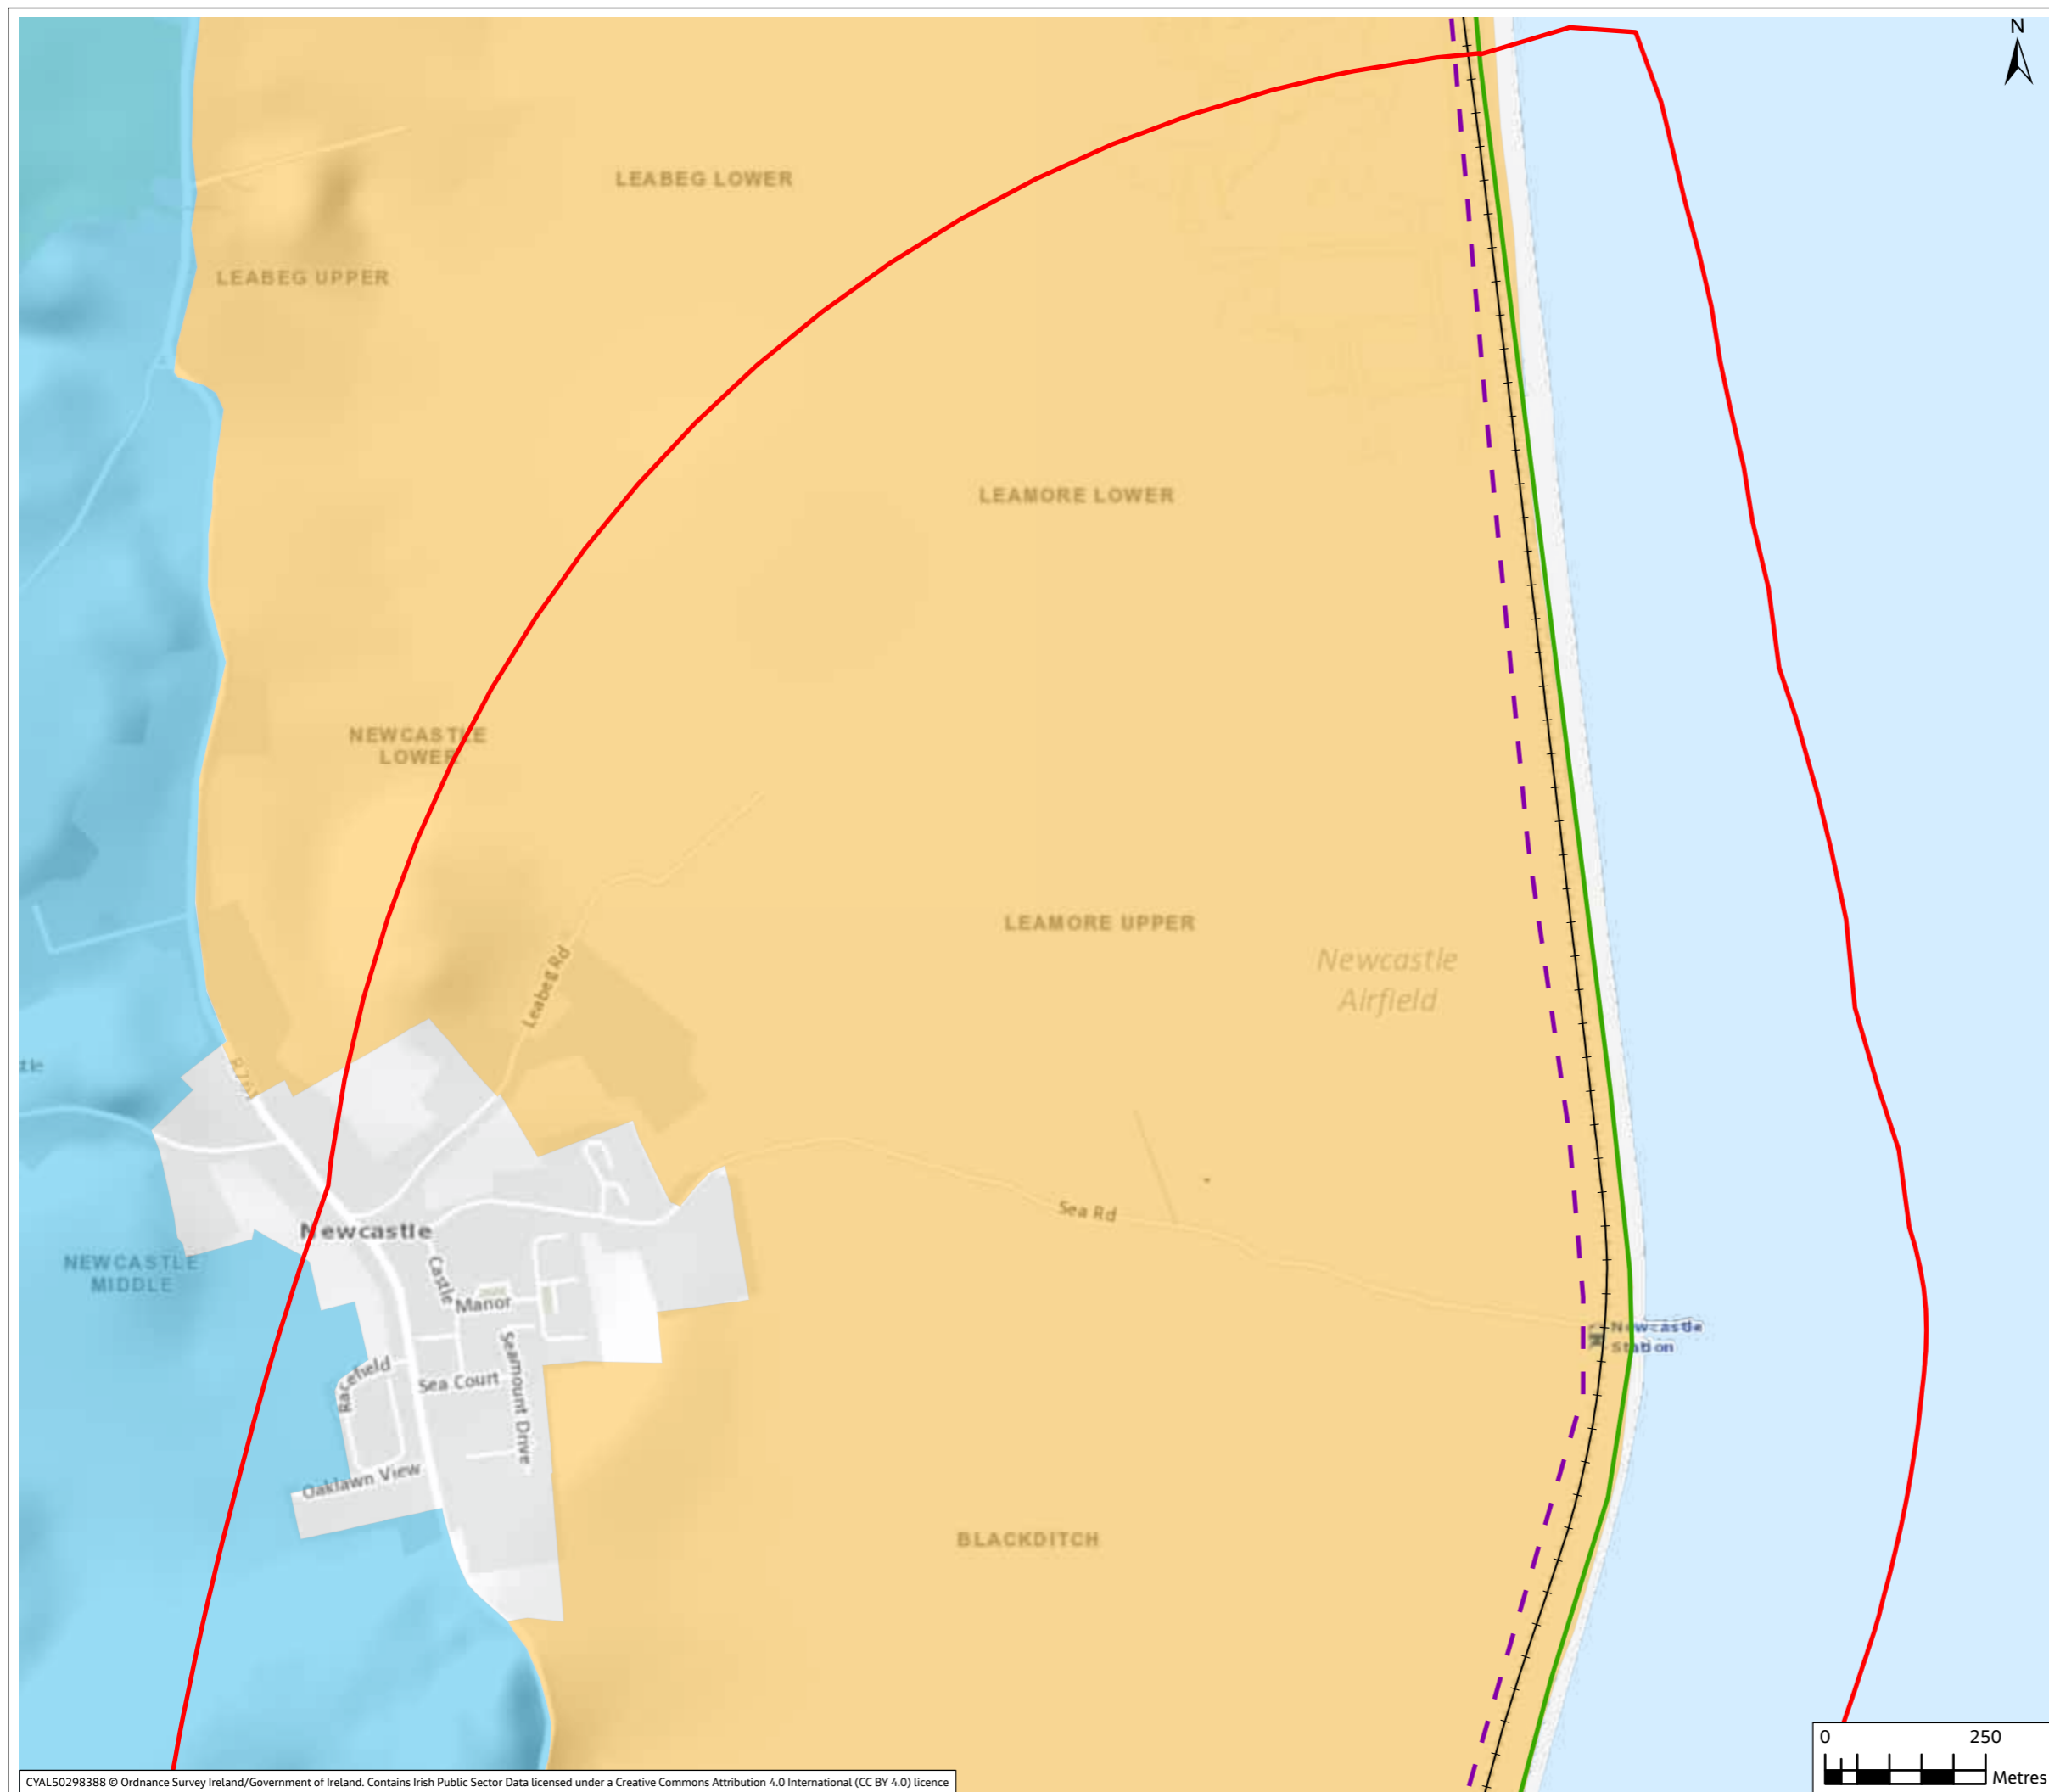 N
LEABEG LOWER
LEABEG UPPER
LEAMORE LOWER
NEWCASTLE
LOWER
LEAMORE UPPER
Newcastle
Airfield
Leabeg Rd
R761
tle
Sea Rd
Newcastle
NEWCASTLE
MIDDLE
Castle
Manor
Newcastle
Station
Seamount Drive
Racefield
Sea Court
Oaklawn View
BLACKDITCH
0 250
Metres
CYAL50298388 © Ordnance Survey Ireland/Government of Ireland. Contains Irish Public Sector Data licensed under a Creative Commons Attribution 4.0 International (CC BY 4.0) licence